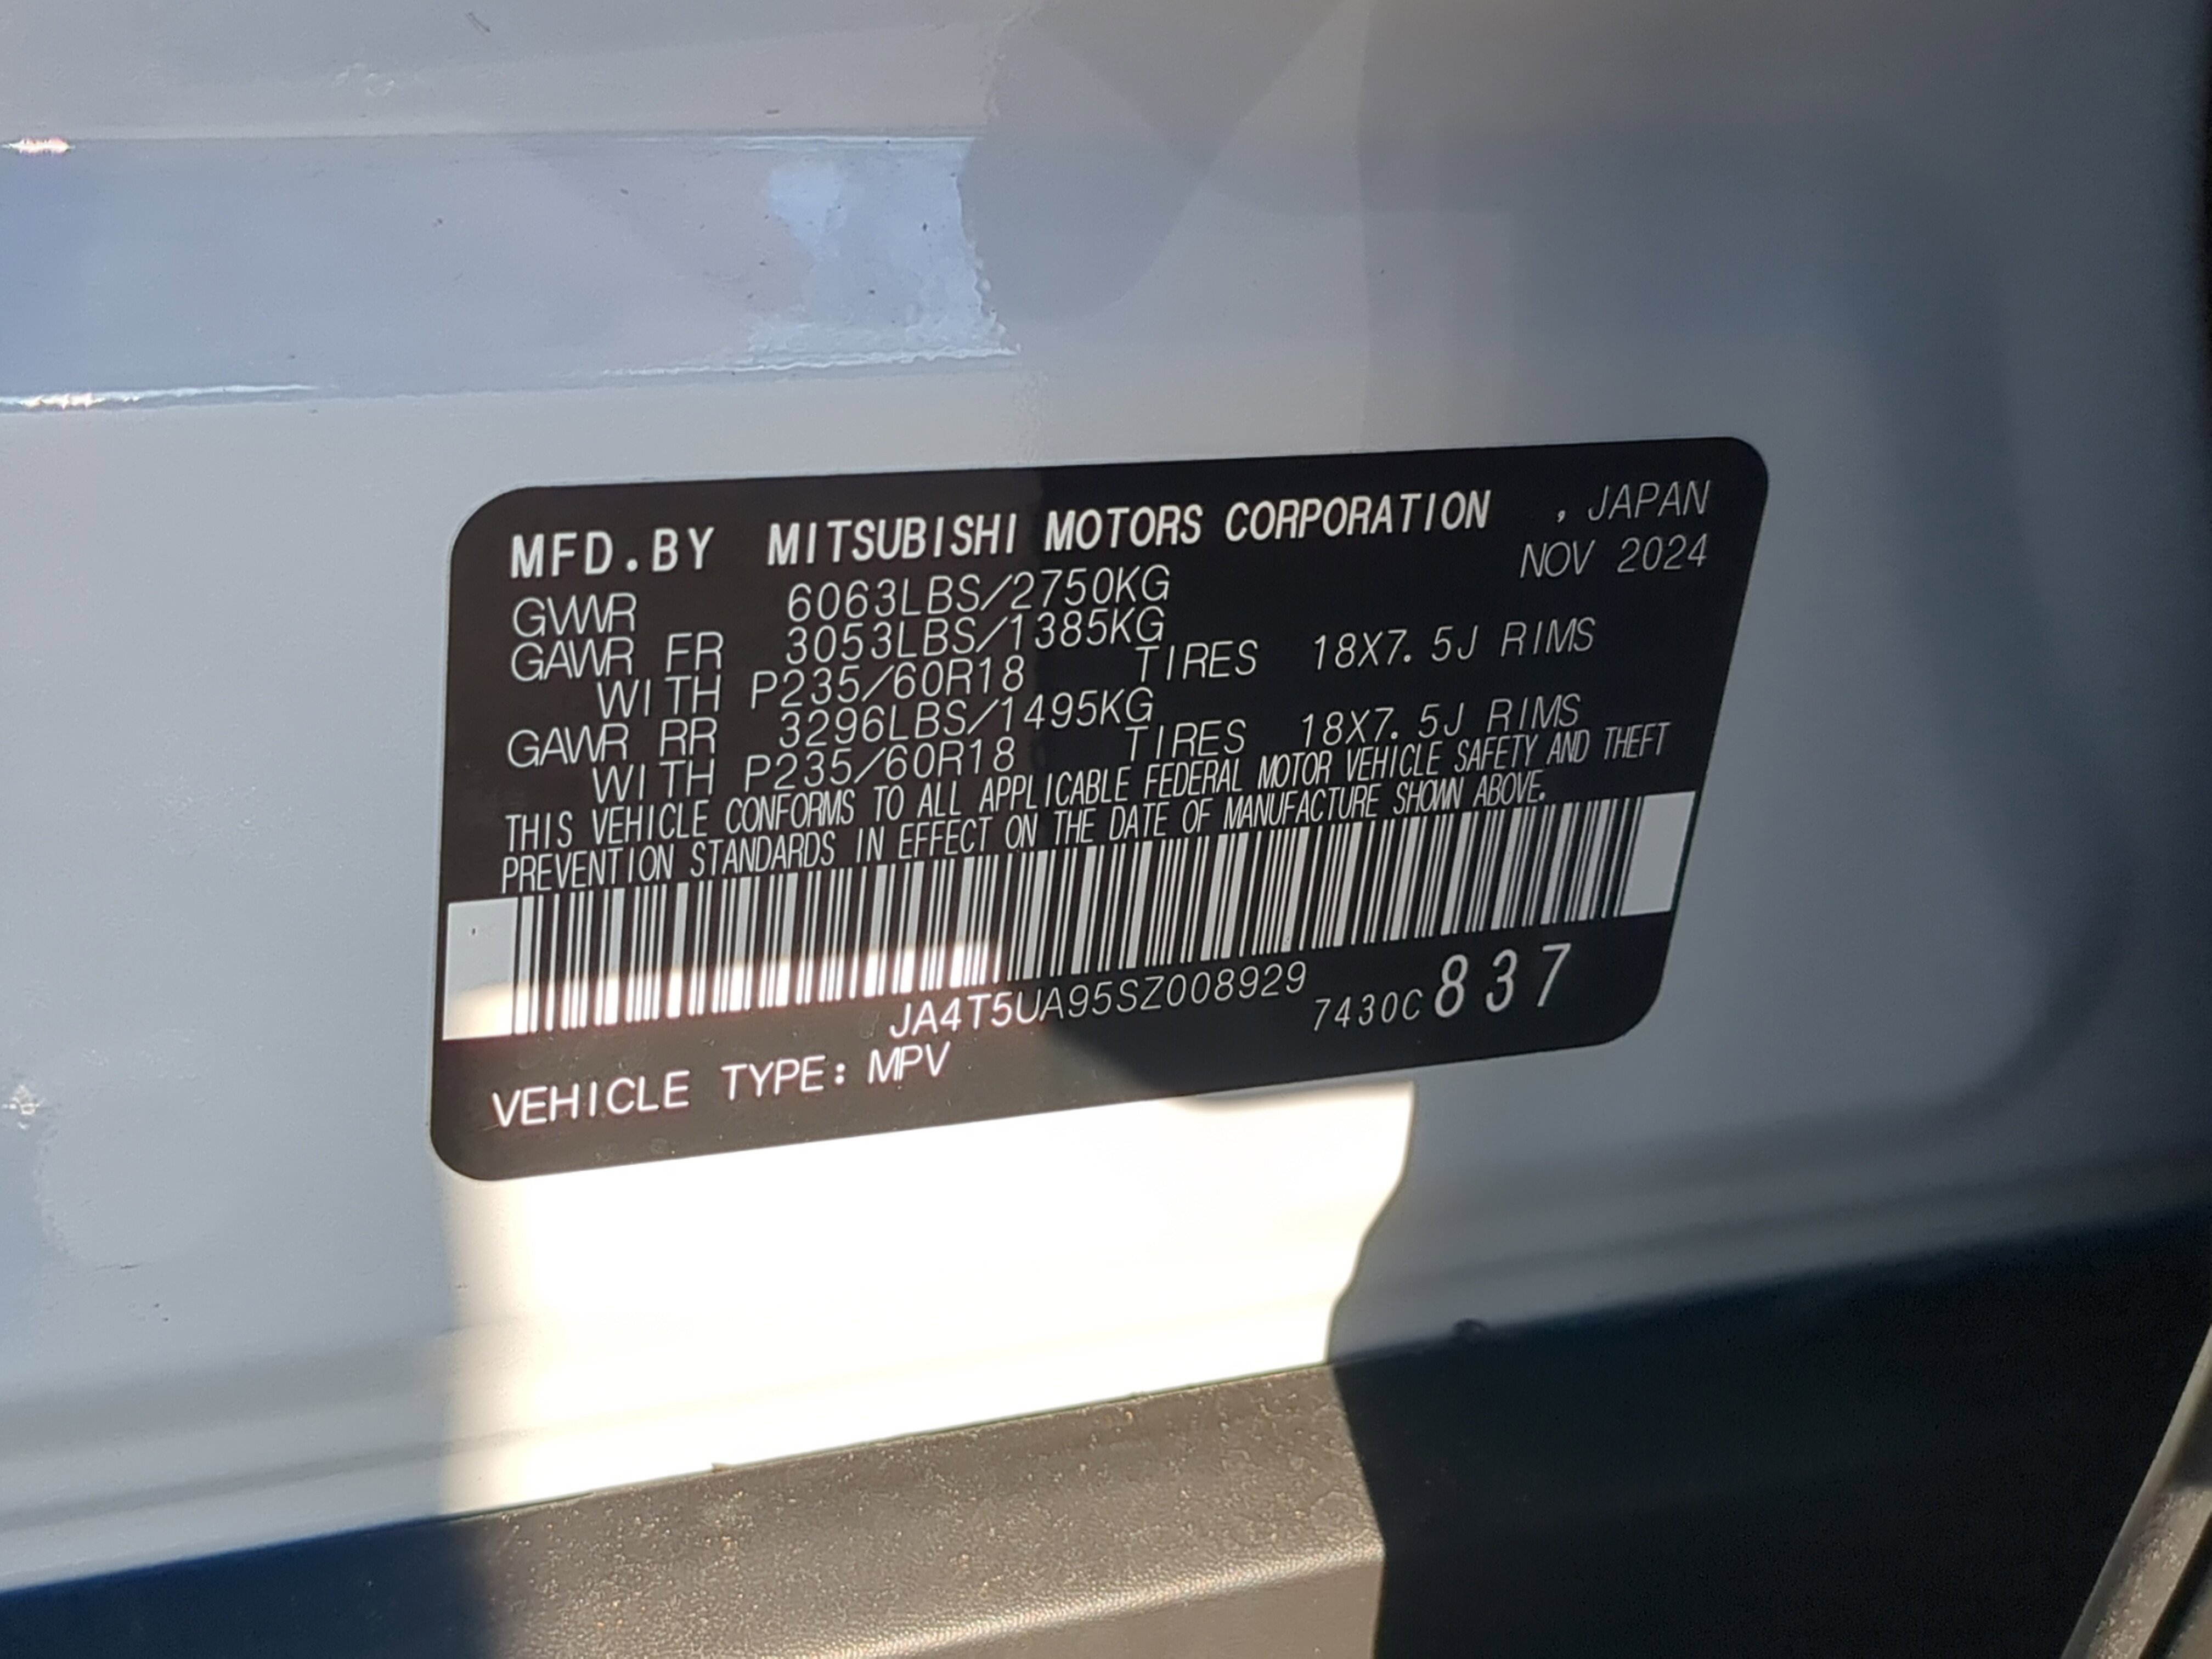 MFD.BY MITSUBISHI MOTORS CORPORATION , JAPAN
NOV 2024
GVWR 6063LBS/2750KG
GAWR FR 3053LBS/1385KG
WITH P235/60R18 TIRES 18X7.5J RIMS
GAWR RR 3296LBS/1495KG
WITH P235/60R18 TIRES 18X7.5J RIMS
THIS VEHICLE CONFORMS TO ALL APPLICABLE FEDERAL MOTOR VEHICLE SAFETY AND THEFT
PREVENTION STANDARDS IN EFFECT ON THE DATE OF MANUFACTURE SHOWN ABOVE.
JA4T5UA95SZ008929 7430C837
VEHICLE TYPE: MPV